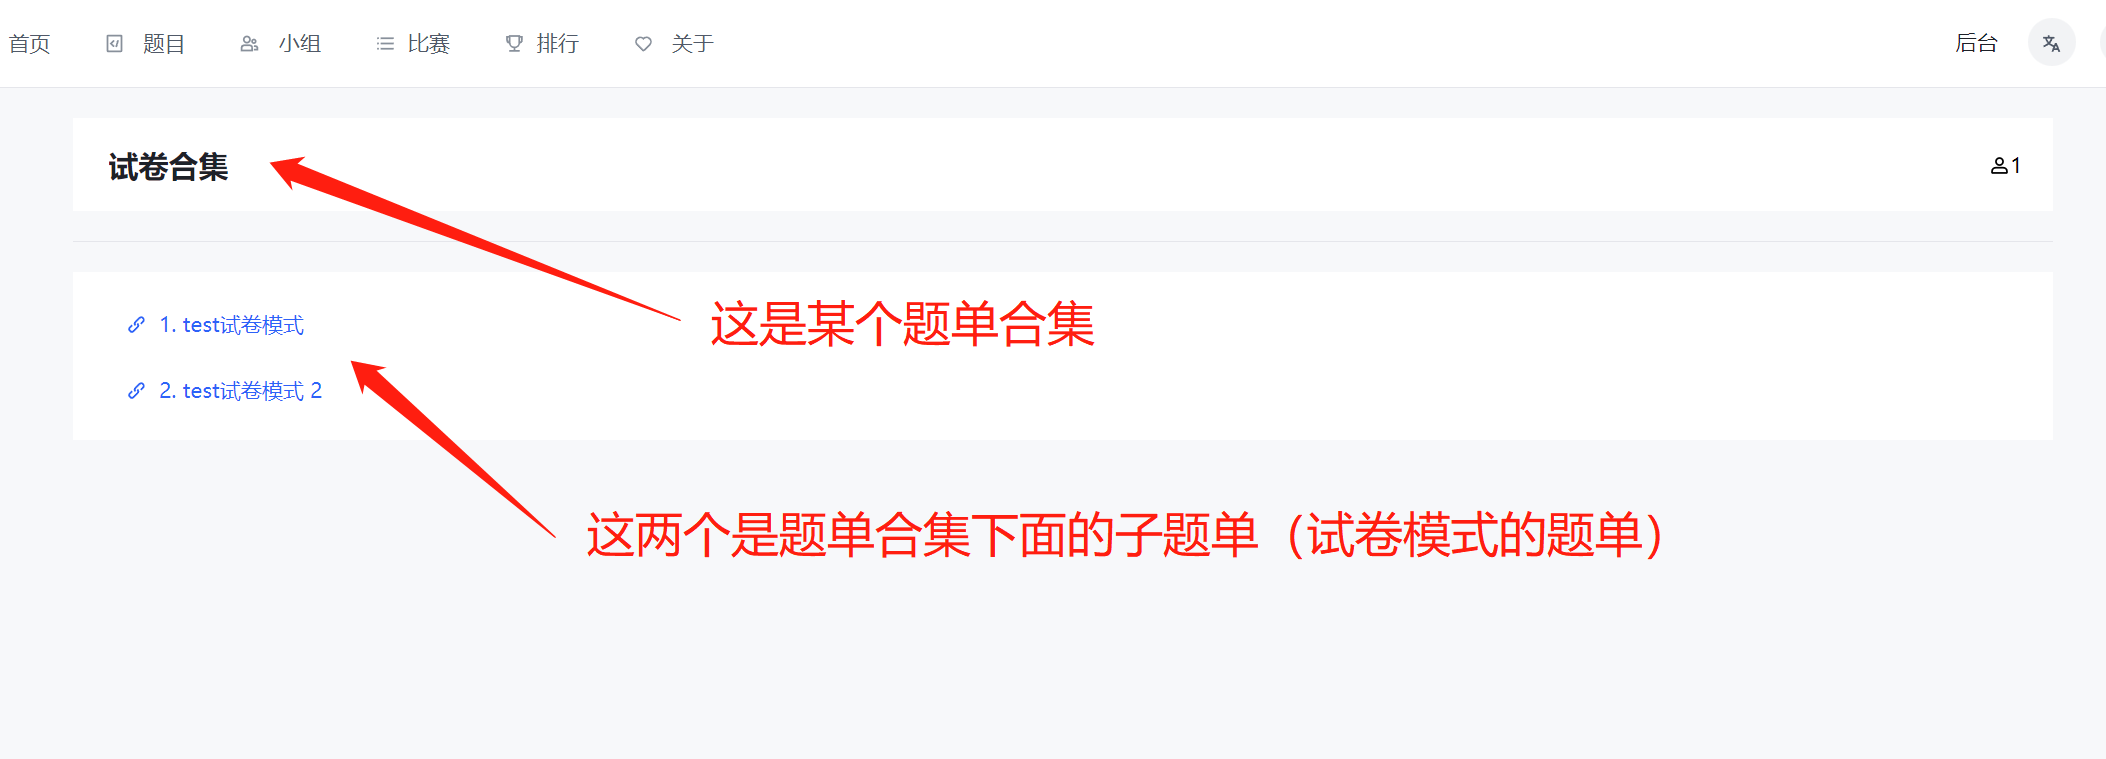 首页 题目 小组 比赛 排行 关于 后台
试卷合集 1
1. test试卷模式
这是某个题单合集
2. test试卷模式 2
这两个是题单合集下面的子题单（试卷模式的题单）